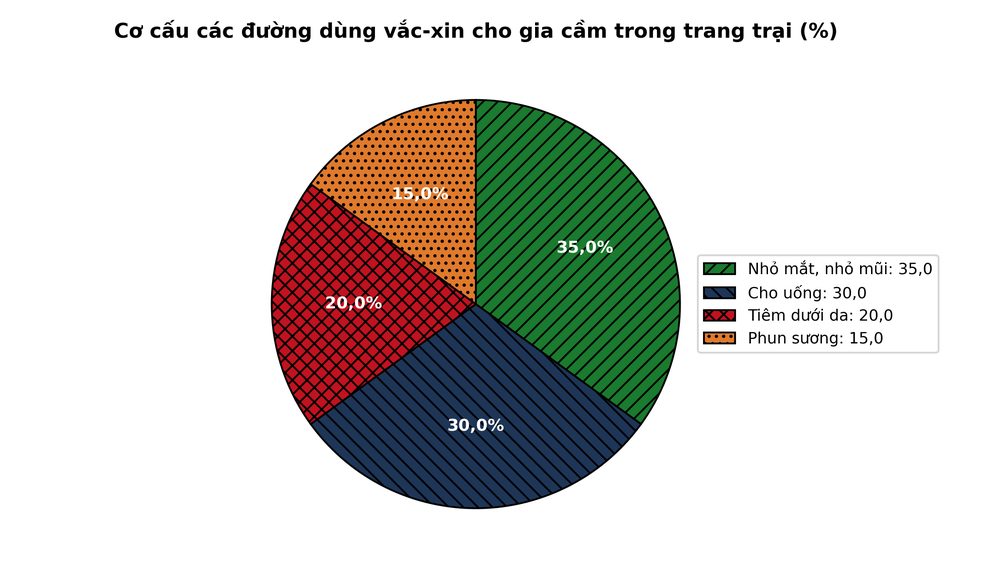 Cơ cấu các đường dùng vắc-xin cho gia cầm trong trang trại (%)
15,0%
35,0%
20,0%
30,0%
Nhỏ mắt, nhỏ mũi: 35,0
Cho uống: 30,0
Tiêm dưới da: 20,0
Phun sương: 15,0